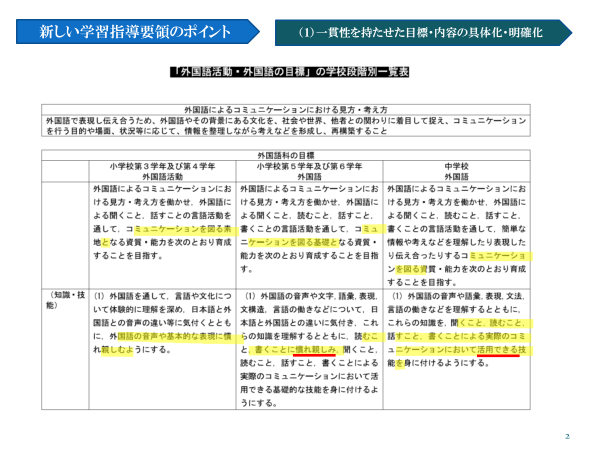 新しい学習指導要領のポイント
(1)一貫性を持たせた目標・内容の具体化・明確化
「外国語活動・外国語の目標」の学校段階別一覧表
外国語によるコミュニケーションにおける見方・考え方
外国語で表現し伝え合うため、外国語やその背景にある文化を、社会や世界、他者との関わりに着目して捉え、コミュニケーション
を行う目的や場面、状況等に応じて、情報を整理しながら考えなどを形成し、再構築すること
外国語科の目標
小学校第3学年及び第4学年
外国語活動
小学校第5学年及び第6学年
外国語
中学校
外国語
外国語によるコミュニケーションにお
ける見方・考え方を働かせ、外国語に
よる聞くこと、話すことの言語活動を
通して、コミュニケーションを図る素
地となる資質・能力を次のとおり育成
することを目指す。
外国語によるコミュニケーションにお
ける見方・考え方を働かせ、外国語に
よる聞くこと、読むこと、話すこと、
書くことの言語活動を通して、コミュ
ニケーションを図る基礎となる資質・
能力を次のとおり育成することを目指
す。
外国語によるコミュニケーションにお
ける見方・考え方を働かせ、外国語に
よる聞くこと、読むこと、話すこと、
書くことの言語活動を通して、簡単な
情報や考えなどを理解したり表現した
り伝え合ったりするコミュニケーショ
ンを図る資質・能力を次のとおり育成
することを目指す。
(知識・技
能)
(1) 外国語を通して、言語や文化につ
いて体験的に理解を深め、日本語と外
国語との音声の違い等に気付くととも
に、外国語の音声や基本的な表現に慣
れ親しむようにする。
(1) 外国語の音声や文字、語彙、表現、
文構造、言語の働きなどについて、日
本語と外国語との違いに気付き、これ
らの知識を理解するとともに、読むこ
と、書くことに慣れ親しみ、聞くこと、
読むこと、話すこと、書くことによる
実際のコミュニケーションにおいて活
用できる基礎的な技能を身に付けるよ
うにする。
(1) 外国語の音声や語彙、表現、文法、
言語の働きなどを理解するとともに、
これらの知識を、聞くこと、読むこと、
話すこと、書くことによる実際のコミ
ュニケーションにおいて活用できる技
能を身に付けるようにする。
2